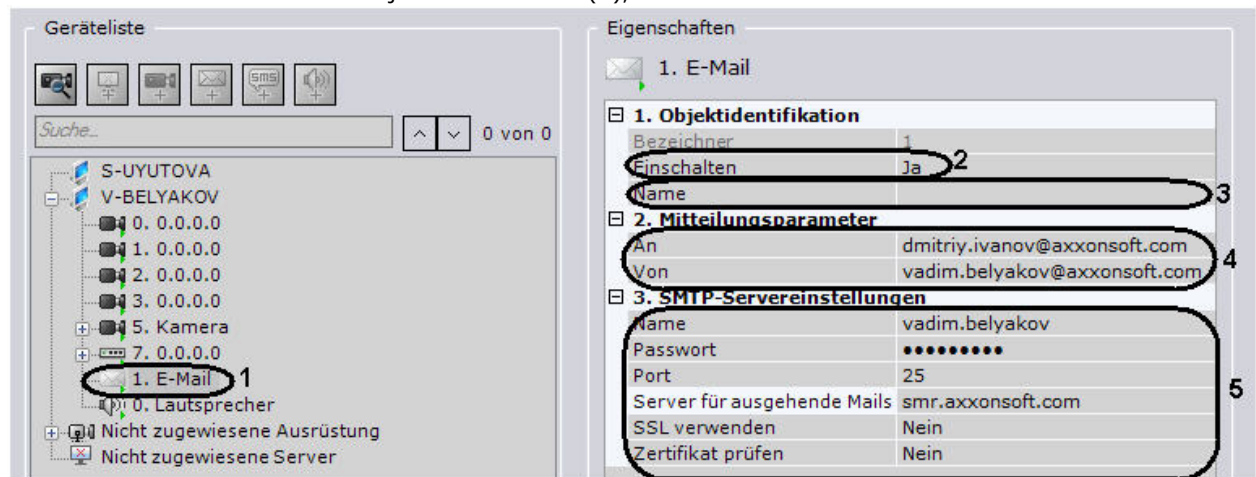 Geräteliste
sms
Suche...
0 von 0
S-UYUTOVA
V-BELYAKOV
0. 0.0.0.0
1. 0.0.0.0
2. 0.0.0.0
3. 0.0.0.0
5. Kamera
7. 0.0.0.0
1. E-Mail 1
0. Lautsprecher
Nicht zugewiesene Ausrüstung
Nicht zugewiesene Server
Eigenschaften
1. E-Mail
1. Objektidentifikation
Bezeichner 1
Einschalten Ja 2
Name 3
2. Mitteilungsparameter
An dmitriy.ivanov@axxonsoft.com
Von vadim.belyakov@axxonsoft.com 4
3. SMTP-Servereinstellungen
Name vadim.belyakov
Passwort •••••••••
Port 25
Server für ausgehende Mails smr.axxonsoft.com 5
SSL verwenden Nein
Zertifikat prüfen Nein